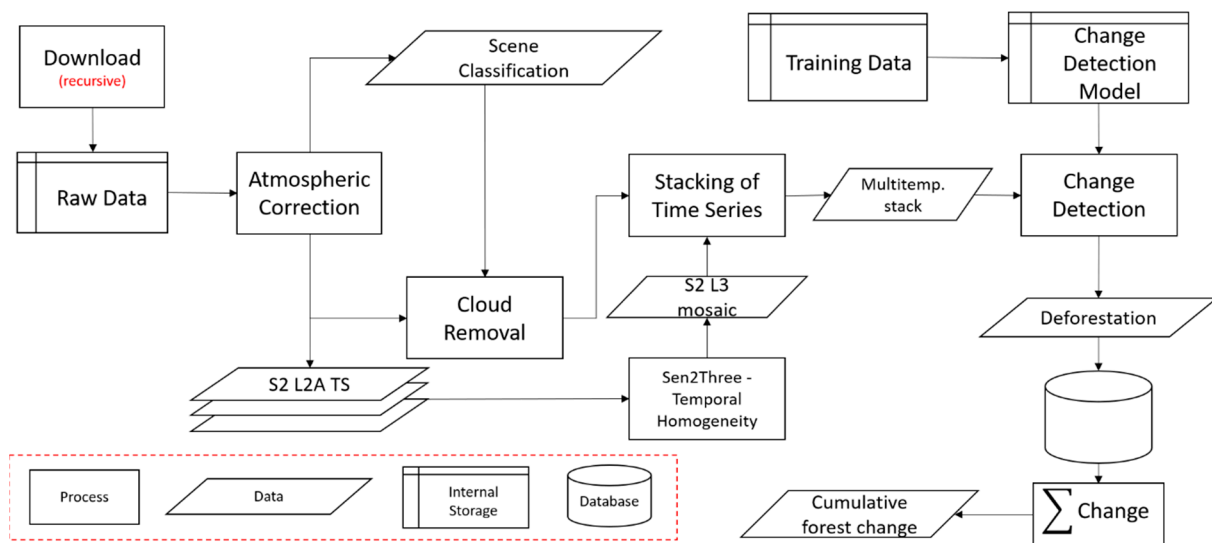 Download
(recursive)
Raw Data
Atmospheric
Correction
Scene
Classification
Cloud
Removal
S2 L2A TS
Sen2Three -
Temporal
Homogeneity
S2 L3
mosaic
Stacking of
Time Series
Multitemp.
stack
Training Data
Change
Detection
Model
Change
Detection
Deforestation
∑ Change
Cumulative
forest change
Process
Data
Internal
Storage
Database